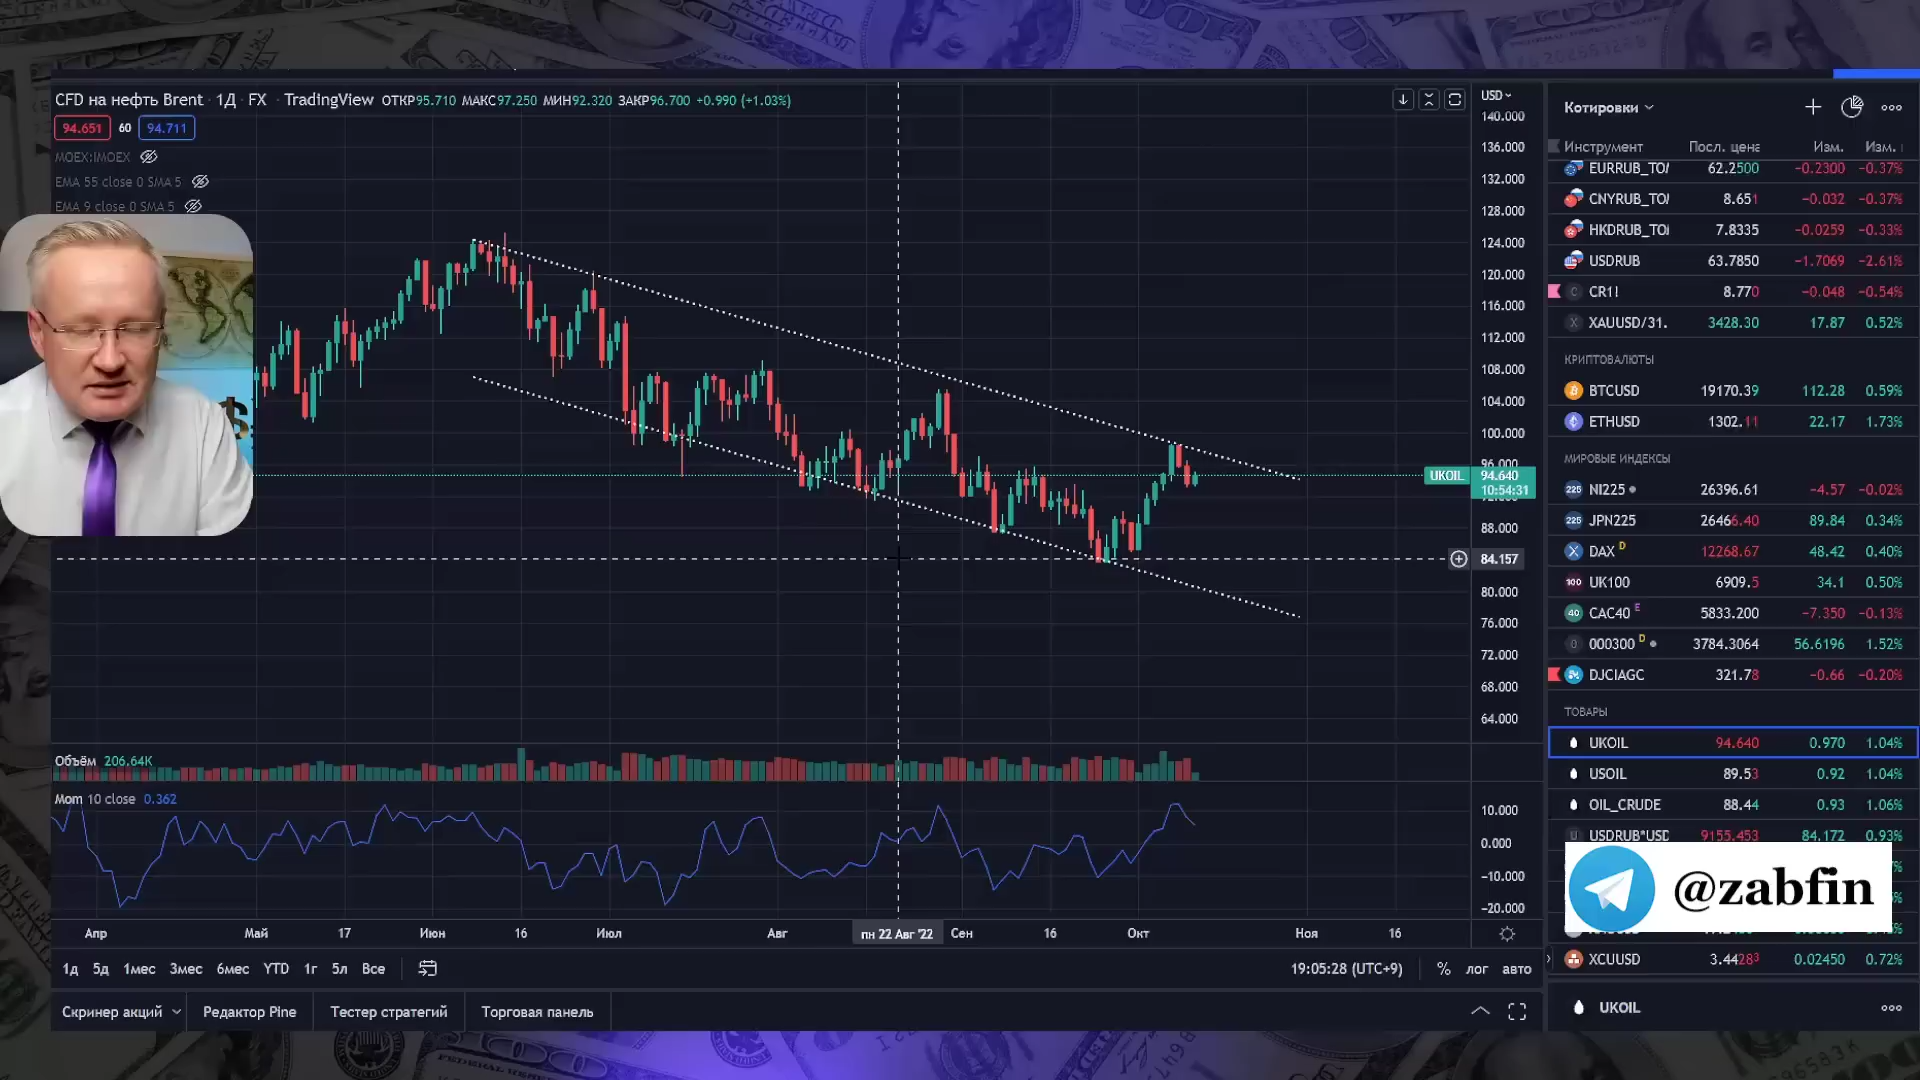 CFD на нефть Brent · 1Д · FX · TradingView ОТКР95.710 МАКС97.250 МИН92.320 ЗАКР96.700 +0.990 (+1.03%)
94.651 60 94.711
MOEX:IMOEX
EMA 55 close 0 SMA 5
EMA 9 close 0 SMA 5
USD
140.000
136.000
132.000
128.000
124.000
120.000
116.000
112.000
108.000
104.000
100.000
96.000
UKOIL 94.640
10:54:31
88.000
84.157
80.000
76.000
72.000
68.000
64.000
Объём 206.64K
Mom 10 close 0.362
10.000
0.000
−10.000
−20.000
Апр Май 17 Июн 16 Июл Авг пн 22 Авг '22 Сен 16 Окт Ноя 16
1д 5д 1мес 3мес 6мес YTD 1г 5л Все
19:05:28 (UTC+9) % лог авто
Скринер акций Редактор Pine Тестер стратегий Торговая панель
Котировки
Инструмент Посл. цена Изм. Изм.
EURRUB_TOM 62.2500 −0.2300 −0.37%
CNYRUB_TOM 8.651 −0.032 −0.37%
HKDRUB_TOM 7.8335 −0.0259 −0.33%
USDRUB 63.7850 −1.7069 −2.61%
CR1! 8.770 −0.048 −0.54%
XAUUSD/31. 3428.30 17.87 0.52%
КРИПТОВАЛЮТЫ
BTCUSD 19170.39 112.28 0.59%
ETHUSD 1302.11 22.17 1.73%
МИРОВЫЕ ИНДЕКСЫ
225 NI225 26396.61 −4.57 −0.02%
225 JPN225 26466.40 89.84 0.34%
DAX D 12268.67 48.42 0.40%
100 UK100 6909.5 34.1 0.50%
40 CAC40 E 5833.200 −7.350 −0.13%
0 000300 D 3784.3064 56.6196 1.52%
DJCIAGC 321.78 −0.66 −0.20%
ТОВАРЫ
UKOIL 94.640 0.970 1.04%
USOIL 89.53 0.92 1.04%
OIL_CRUDE 88.44 0.93 1.06%
U USDRUB*USD 9155.453 84.172 0.93%
@zabfin
XCUUSD 3.44283 0.02450 0.72%
UKOIL